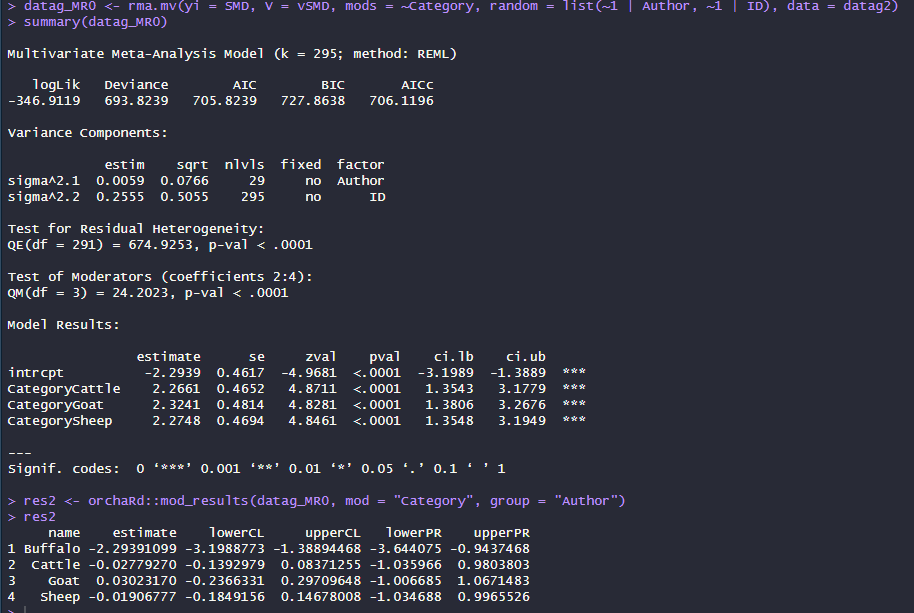 > datag_MR0 <- rma.mv(yi = SMD, V = vSMD, mods = ~Category, random = list(~1 | Author, ~1 | ID), data = datag2)
> summary(datag_MR0)

Multivariate Meta-Analysis Model (k = 295; method: REML)

   logLik   Deviance        AIC        BIC       AICc
-346.9119   693.8239   705.8239   727.8638   706.1196

Variance Components:

            estim    sqrt  nlvls  fixed  factor
sigma^2.1  0.0059  0.0766     29     no  Author
sigma^2.2  0.2555  0.5055    295     no      ID

Test for Residual Heterogeneity:
QE(df = 291) = 674.9253, p-val < .0001

Test of Moderators (coefficients 2:4):
QM(df = 3) = 24.2023, p-val < .0001

Model Results:

                estimate      se     zval    pval    ci.lb    ci.ub
intrcpt          -2.2939  0.4617  -4.9681  <.0001  -3.1989  -1.3889  ***
CategoryCattle    2.2661  0.4652   4.8711  <.0001   1.3543   3.1779  ***
CategoryGoat      2.3241  0.4814   4.8281  <.0001   1.3806   3.2676  ***
CategorySheep     2.2748  0.4694   4.8461  <.0001   1.3548   3.1949  ***

---
Signif. codes:  0 ‘***’ 0.001 ‘**’ 0.01 ‘*’ 0.05 ‘.’ 0.1 ‘ ’ 1

> res2 <- orchaRd::mod_results(datag_MR0, mod = "Category", group = "Author")
> res2
     name    estimate    lowerCL     upperCL   lowerPR    upperPR
1 Buffalo -2.29391099 -3.1988773 -1.38894468 -3.644075 -0.9437468
2  Cattle -0.02779270 -0.1392979  0.08371255 -1.035966  0.9803803
3    Goat  0.03023170 -0.2366331  0.29709648 -1.006685  1.0671483
4   Sheep -0.01906777 -0.1849156  0.14678008 -1.034688  0.9965526
>